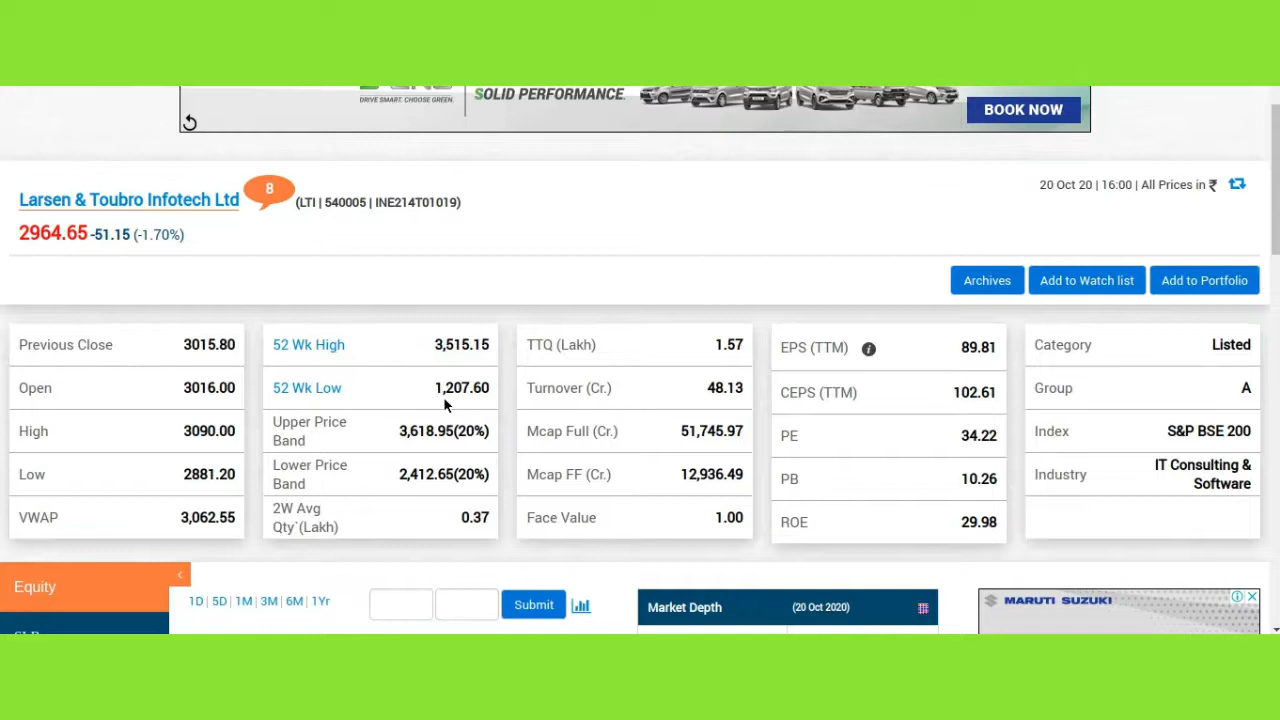 DRIVE SMART. CHOOSE GREEN.
SOLID PERFORMANCE.
BOOK NOW
Larsen & Toubro Infotech Ltd
8
(LTI | 540005 | INE214T01019)
20 Oct 20 | 16:00 | All Prices in ₹
2964.65 -51.15 (-1.70%)
Archives
Add to Watch list
Add to Portfolio
Previous Close 3015.80
Open 3016.00
High 3090.00
Low 2881.20
VWAP 3,062.55
52 Wk High 3,515.15
52 Wk Low 1,207.60
Upper Price
Band 3,618.95(20%)
Lower Price
Band 2,412.65(20%)
2W Avg
Qty*(Lakh) 0.37
TTQ (Lakh) 1.57
Turnover (Cr.) 48.13
Mcap Full (Cr.) 51,745.97
Mcap FF (Cr.) 12,936.49
Face Value 1.00
EPS (TTM) 89.81
CEPS (TTM) 102.61
PE 34.22
PB 10.26
ROE 29.98
Category Listed
Group A
Index S&P BSE 200
Industry IT Consulting &
Software
Equity
1D | 5D | 1M | 3M | 6M | 1Yr
Submit
Market Depth (20 Oct 2020)
MARUTI SUZUKI